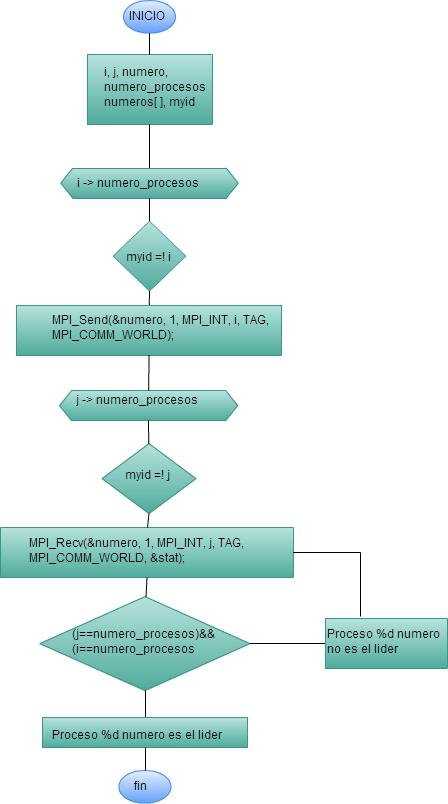 INICIO
i, j, numero,
numero_procesos
numeros[ ], myid
i -> numero_procesos
myid =! i
MPI_Send(&numero, 1, MPI_INT, i, TAG,
MPI_COMM_WORLD);
j -> numero_procesos
myid =! j
MPI_Recv(&numero, 1, MPI_INT, j, TAG,
MPI_COMM_WORLD, &stat);
(j==numero_procesos)&&
(i==numero_procesos
Proceso %d numero
no es el lider
Proceso %d numero es el lider
fin